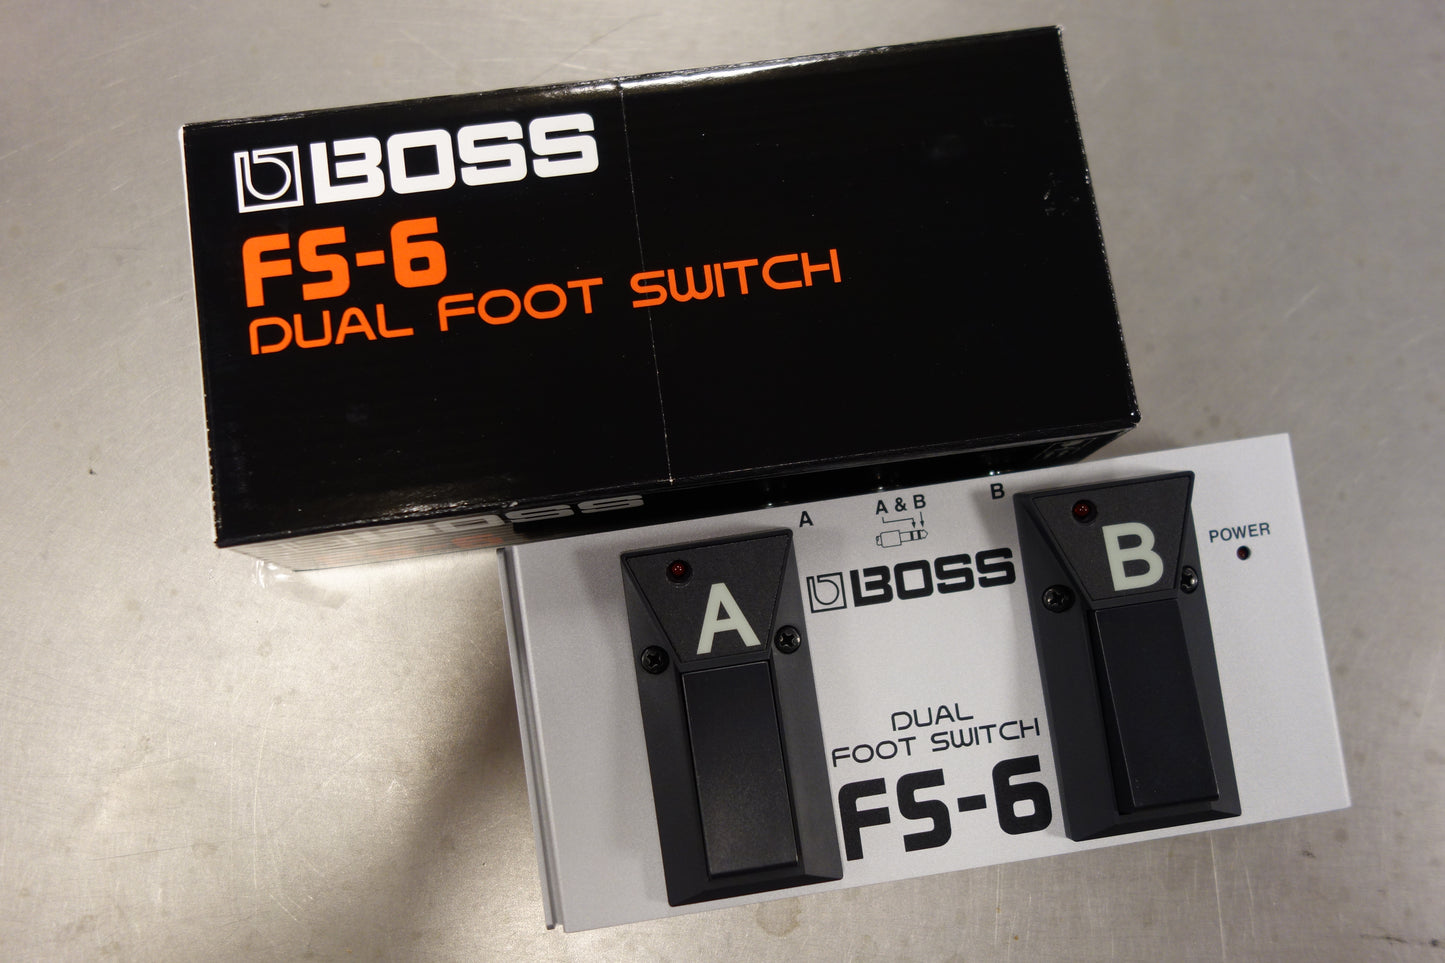 BOSS
FS-6
DUAL FOOT SWITCH
BOSS
A
A & B
B
POWER
A
B
BOSS
DUAL
FOOT SWITCH
FS-6